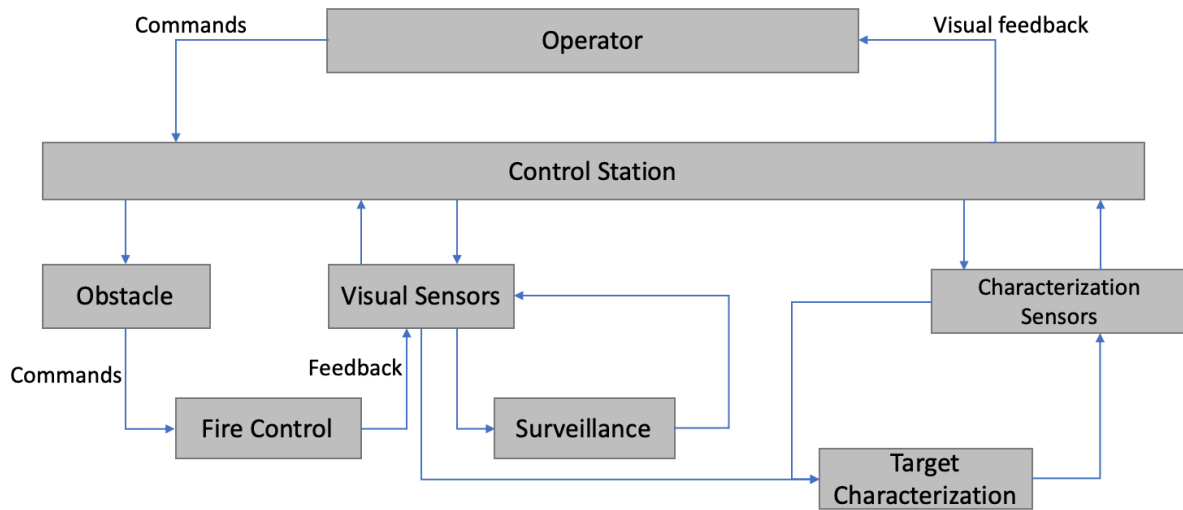 Commands
Operator
Visual feedback
Control Station
Obstacle
Visual Sensors
Characterization
Sensors
Commands
Feedback
Fire Control
Surveillance
Target
Characterization